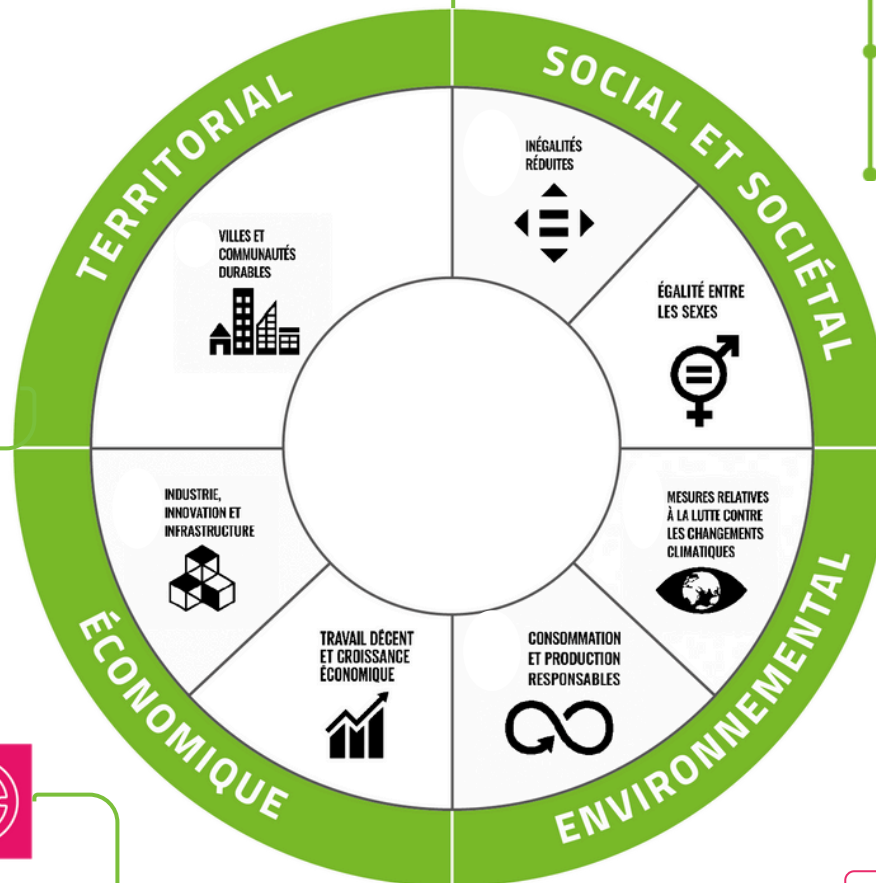 TERRITORIAL
SOCIAL ET SOCIÉTAL
INÉGALITÉS
RÉDUITES
VILLES ET
COMMUNAUTÉS
DURABLES
ÉGALITÉ ENTRE
LES SEXES
INDUSTRIE,
INNOVATION ET
INFRASTRUCTURE
MESURES RELATIVES
À LA LUTTE CONTRE
LES CHANGEMENTS
CLIMATIQUES
TRAVAIL DÉCENT
ET CROISSANCE
ÉCONOMIQUE
CONSOMMATION
ET PRODUCTION
RESPONSABLES
ÉCONOMIQUE
ENVIRONNEMENTAL